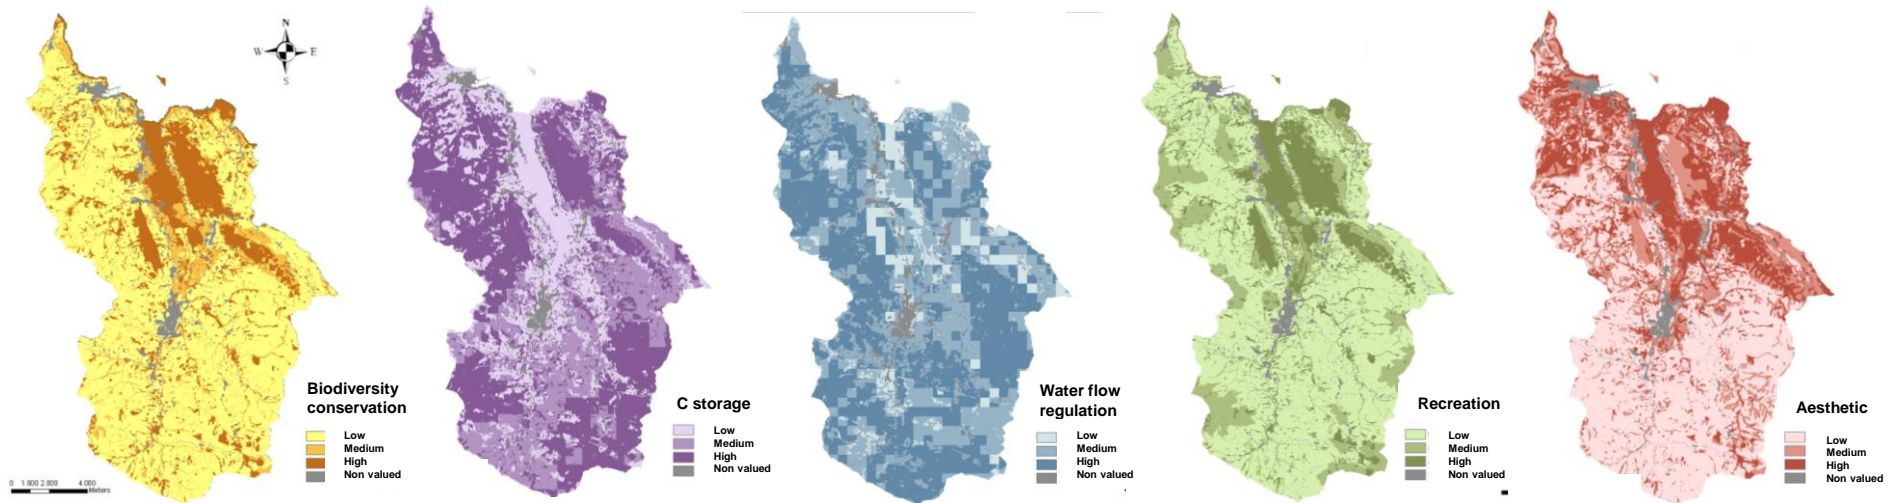 N
W E
S
Biodiversity
conservation
Low
Medium
High
Non valued
0 1.000 2.000 4.000
Meters
C storage
Low
Medium
High
Non valued
Water flow
regulation
Low
Medium
High
Non valued
Recreation
Low
Medium
High
Non valued
Aesthetic
Low
Medium
High
Non valued